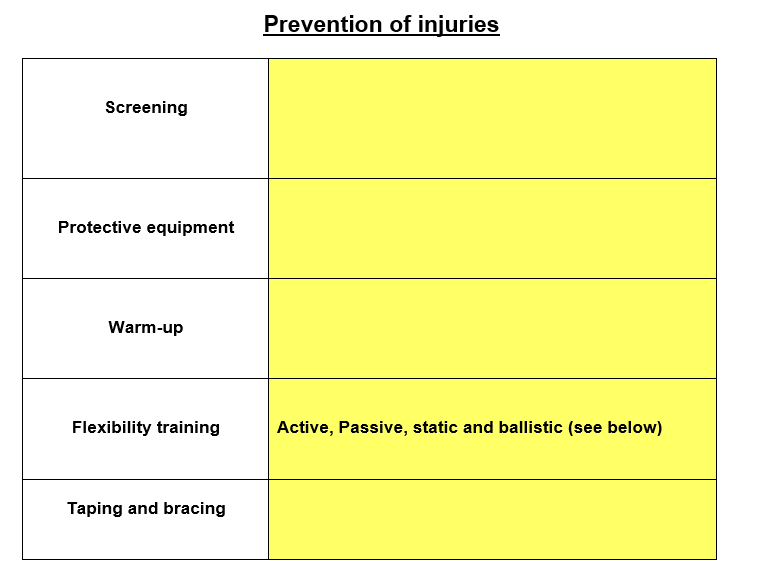 Prevention of injuries
Screening
Protective equipment
Warm-up
Flexibility training
Active, Passive, static and ballistic (see below)
Taping and bracing